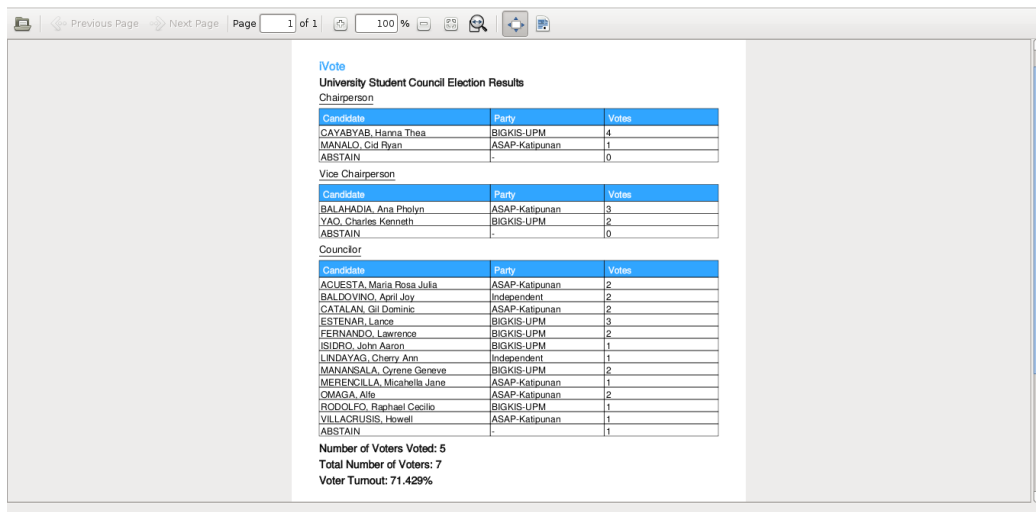 Previous Page Next Page Page 1 of 1 100 %
iVote
University Student Council Election Results
Chairperson
Candidate Party Votes
CAYABYAB, Hanna Thea BIGKIS-UPM 4
MANALO, Cid Ryan ASAP-Katipunan 1
ABSTAIN - 0
Vice Chairperson
Candidate Party Votes
BALAHADIA, Ana Pholyn ASAP-Katipunan 3
YAO, Charles Kenneth BIGKIS-UPM 2
ABSTAIN - 0
Councilor
Candidate Party Votes
ACUESTA, Maria Rosa Julia ASAP-Katipunan 2
BALDOVINO, April Joy Independent 2
CATALAN, Gil Dominic ASAP-Katipunan 2
ESTENAR, Lance BIGKIS-UPM 3
FERNANDO, Lawrence BIGKIS-UPM 2
ISIDRO, John Aaron BIGKIS-UPM 1
LINDAYAG, Cherry Ann Independent 1
MANANSALA, Cyrene Geneve BIGKIS-UPM 2
MERENCILLA, Micahella Jane ASAP-Katipunan 1
OMAGA, Alfe ASAP-Katipunan 2
RODOLFO, Raphael Cecilio BIGKIS-UPM 1
VILLACRUSIS, Howell ASAP-Katipunan 1
ABSTAIN - 1
Number of Voters Voted: 5
Total Number of Voters: 7
Voter Turnout: 71.429%